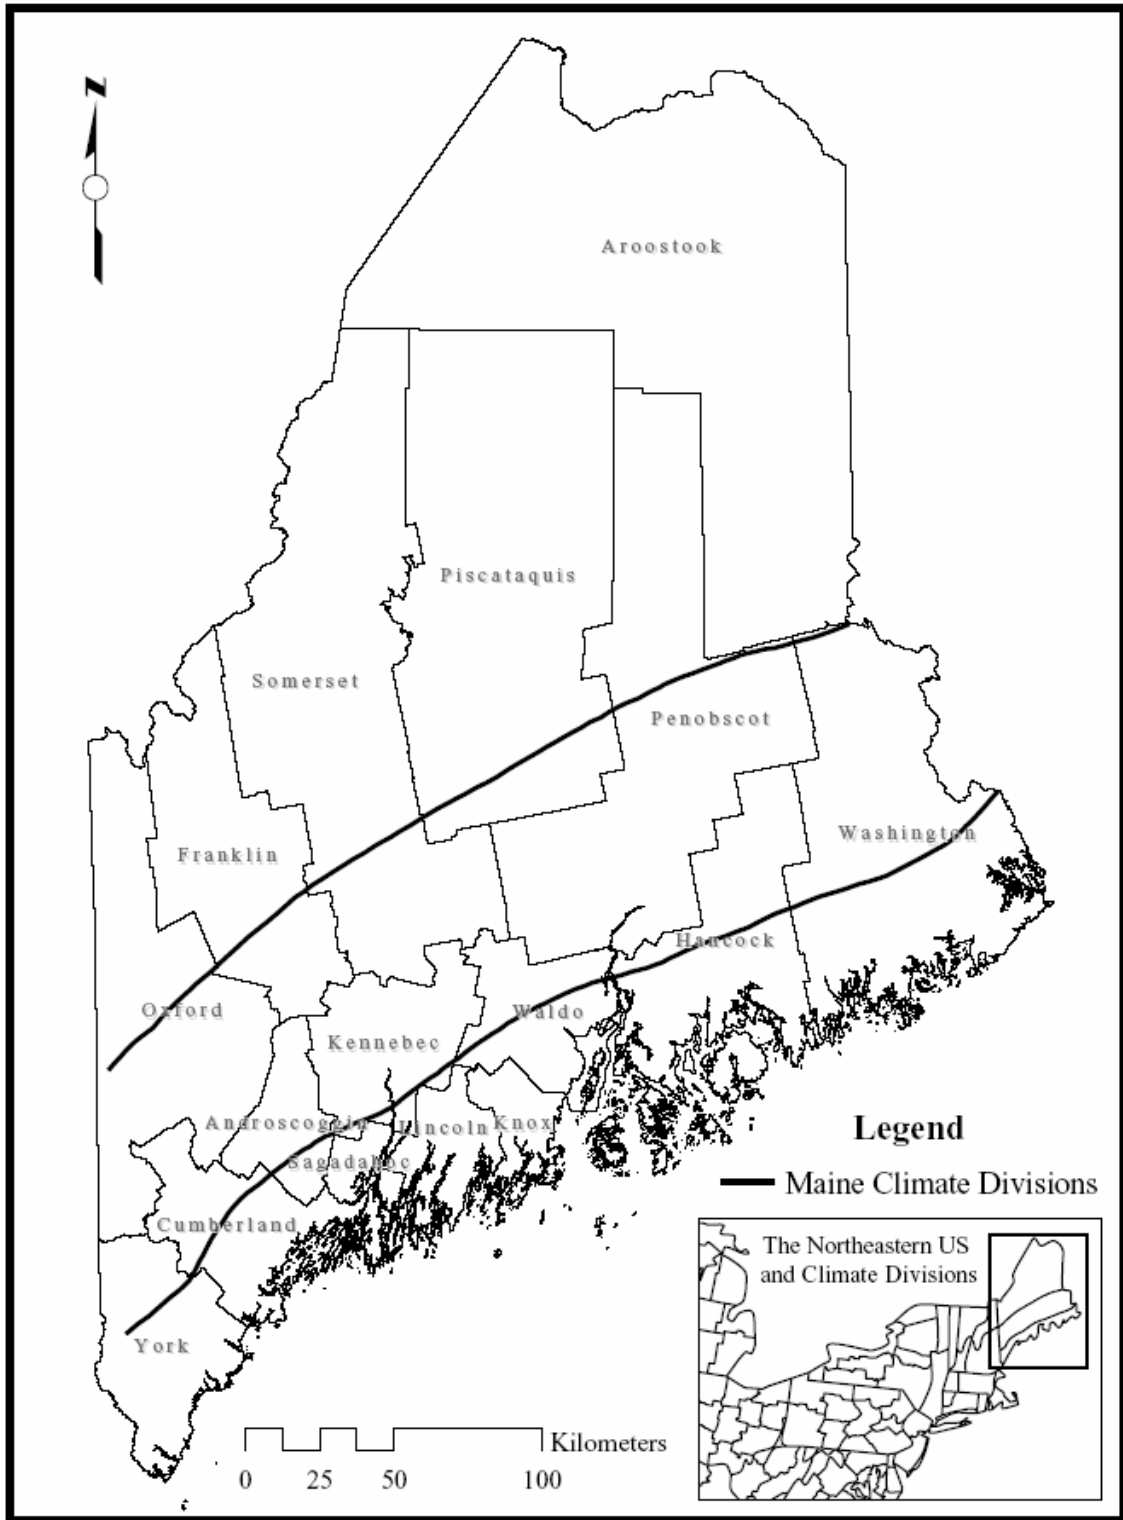 z
Aroostook
Piscataquis
Somerset
Penobscot
Washington
Franklin
Hancock
Oxford
Waldo
Kennebec
Androscoggin
Lincoln
Knox
Sagadahoc
Cumberland
York
Legend
Maine Climate Divisions
The Northeastern US
and Climate Divisions
Kilometers
0 25 50 100